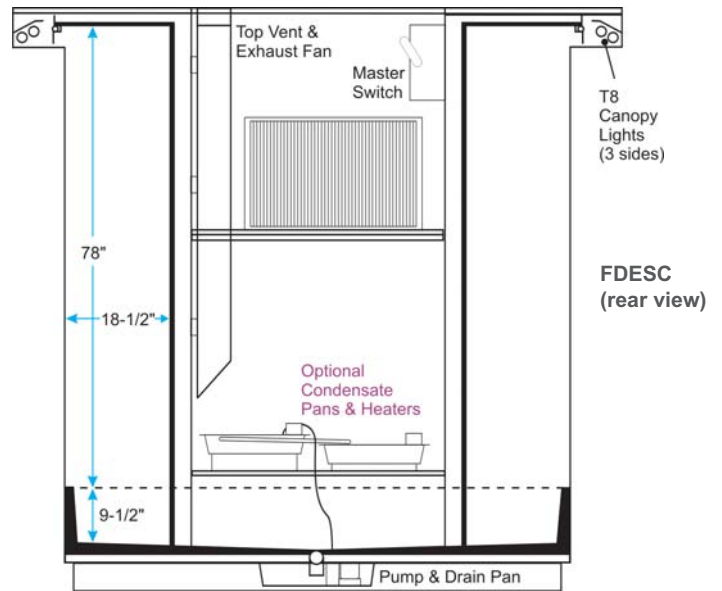 Top Vent &
Exhaust Fan
Master
Switch
T8
Canopy
Lights
(3 sides)
78"
FDESC
(rear view)
18-1/2"
Optional
Condensate
Pans & Heaters
9-1/2"
Pump & Drain Pan